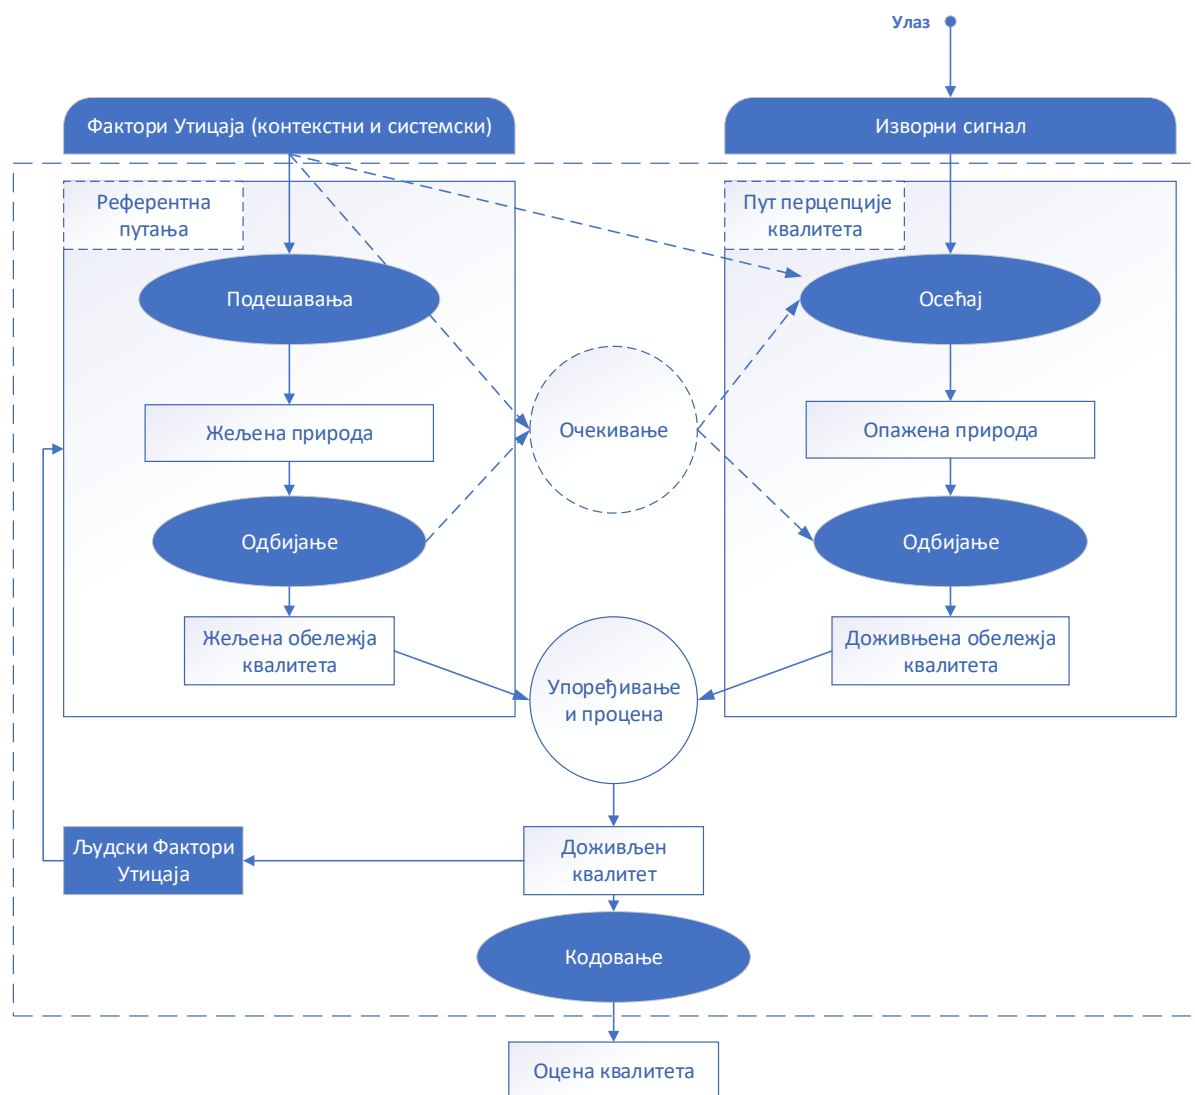 Улаз
Фактори Утицаја (контекстни и системски)
Изворни сигнал
Референтна
путања
Пут перцепције
квалитета
Подешавања
Осећај
Жељена природа
Очекивање
Опажена природа
Одбијање
Одбијање
Жељена обележја
квалитета
Доживњена обележја
квалитета
Упоређивање
и процена
Људски Фактори
Утицаја
Доживљен
квалитет
Кодовање
Оцена квалитета